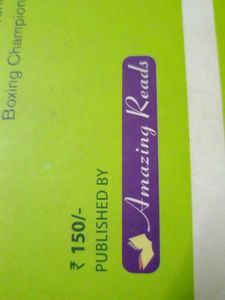 Boxing Champion
₹ 150/-
PUBLISHED BY
Amazing Reads